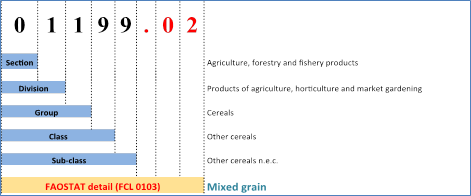 0 1 1 9 9 . 0 2
Section Agriculture, forestry and fishery products
Division Products of agriculture, horticulture and market gardening
Group Cereals
Class Other cereals
Sub-class Other cereals n.e.c.
FAOSTAT detail (FCL 0103) Mixed grain